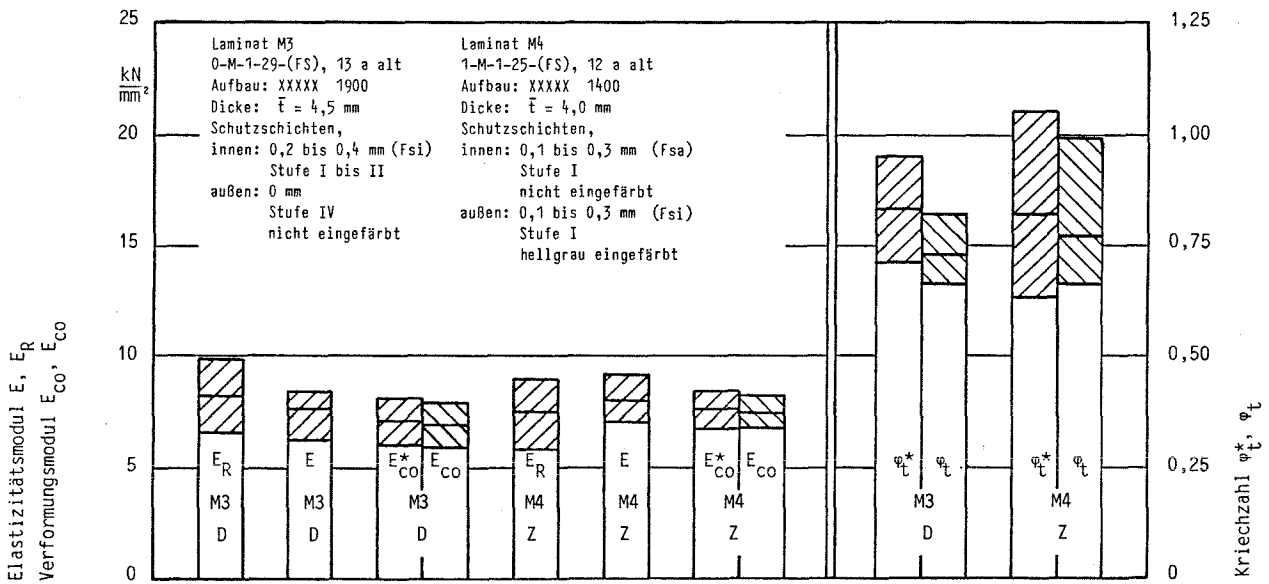 25
20
15
10
5
0
kN
mm²
Elastizitätsmodul E, E_R
Verformungsmodul E_co, E_co
Laminat M3
O-M-1-29-(FS), 13 a alt
Aufbau: XXXXX 1900
Dicke: t̄ = 4,5 mm
Schutzschichten,
innen: 0,2 bis 0,4 mm (Fsi)
Stufe I bis II
außen: 0 mm
Stufe IV
nicht eingefärbt
Laminat M4
1-M-1-25-(FS), 12 a alt
Aufbau: XXXXX 1400
Dicke: t̄ = 4,0 mm
Schutzschichten,
innen: 0,1 bis 0,3 mm (Fsa)
Stufe I
nicht eingefärbt
außen: 0,1 bis 0,3 mm (Fsi)
Stufe I
hellgrau eingefärbt
E_R
M3
D
E
M3
D
E*_co E_co
M3
D
E_R
M4
Z
E
M4
Z
E*_co E_co
M4
Z
φ_t* φ_t
M3
D
φ_t* φ_t
M4
Z
1,25
1,00
0,75
0,50
0,25
0
Kriechzahl φ*_t, φ_t